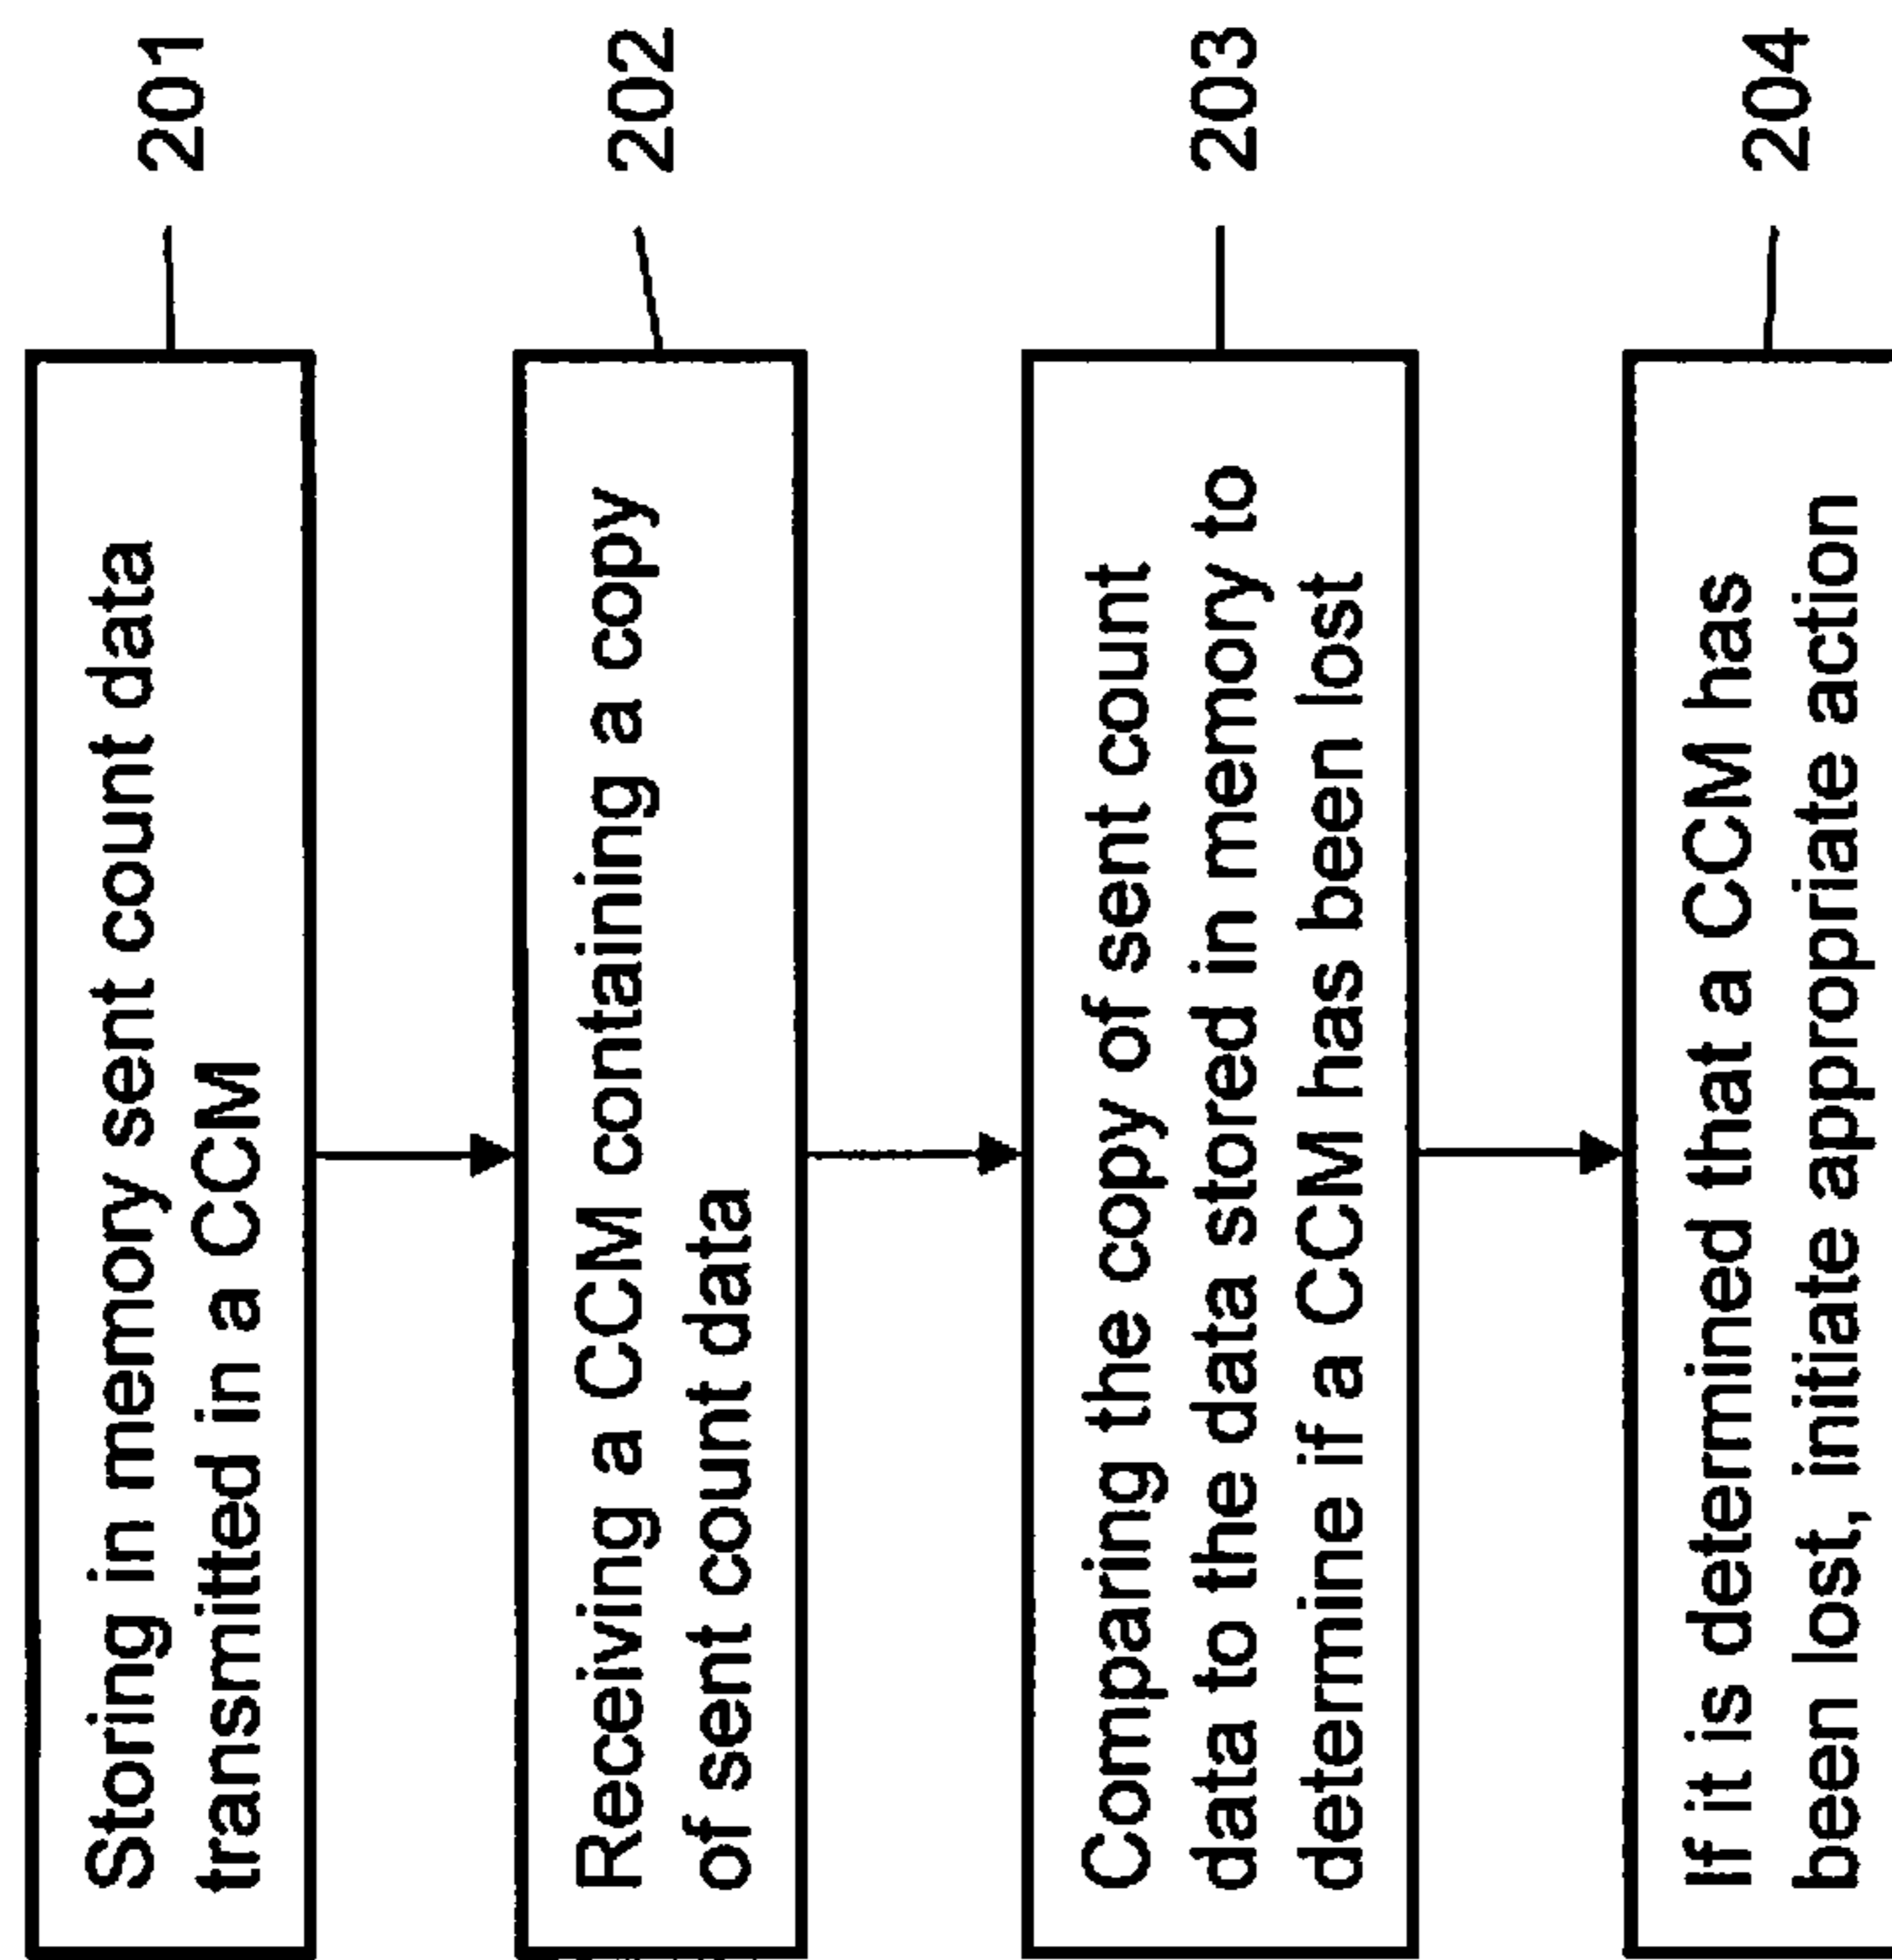 Storing in memory sent count data
transmitted in a CCM
201
Receiving a CCM containing a copy
of sent count data
202
Comparing the copy of sent count
data to the data stored in memory to
determine if a CCM has been lost
203
If it is determined that a CCM has
been lost, initiate appropriate action
204